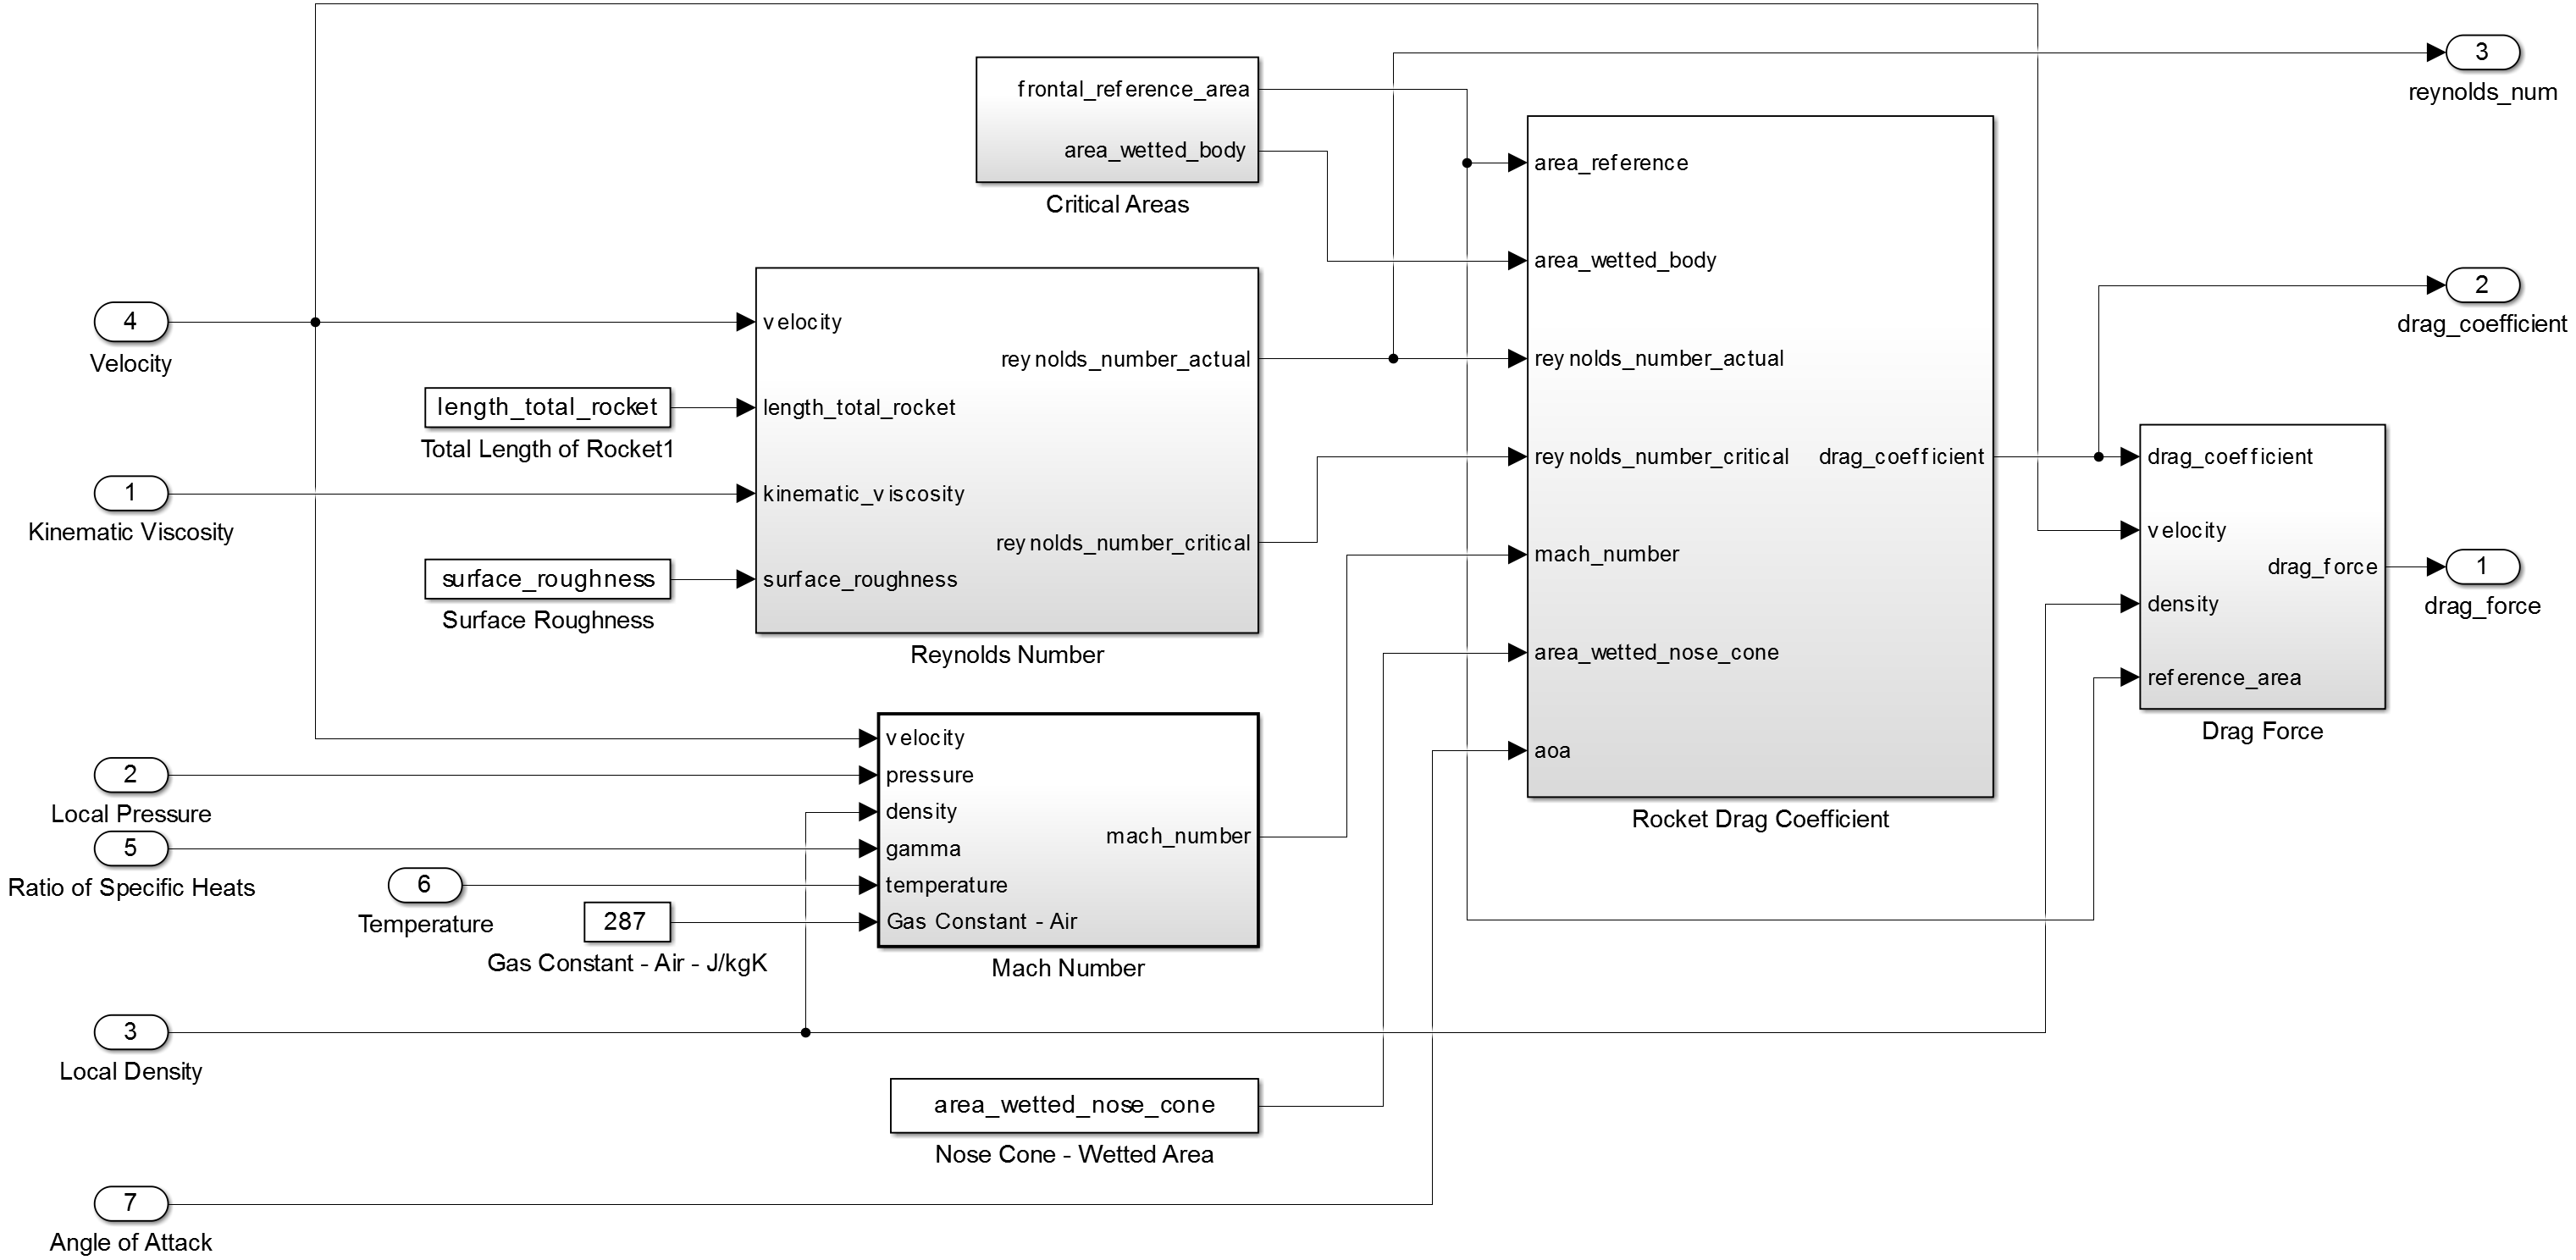 3
reynolds_num
frontal_reference_area
area_wetted_body
Critical Areas
area_reference
area_wetted_body
reynolds_number_actual
reynolds_number_critical
mach_number
area_wetted_nose_cone
aoa
drag_coefficient
Rocket Drag Coefficient
2
drag_coefficient
4
Velocity
length_total_rocket
Total Length of Rocket1
1
Kinematic Viscosity
surface_roughness
Surface Roughness
velocity
length_total_rocket
kinematic_viscosity
surface_roughness
reynolds_number_actual
reynolds_number_critical
Reynolds Number
drag_coefficient
velocity
density
reference_area
drag_force
Drag Force
1
drag_force
2
Local Pressure
5
Ratio of Specific Heats
6
Temperature
287
Gas Constant - Air - J/kgK
velocity
pressure
density
gamma
temperature
Gas Constant - Air
mach_number
Mach Number
3
Local Density
area_wetted_nose_cone
Nose Cone - Wetted Area
7
Angle of Attack